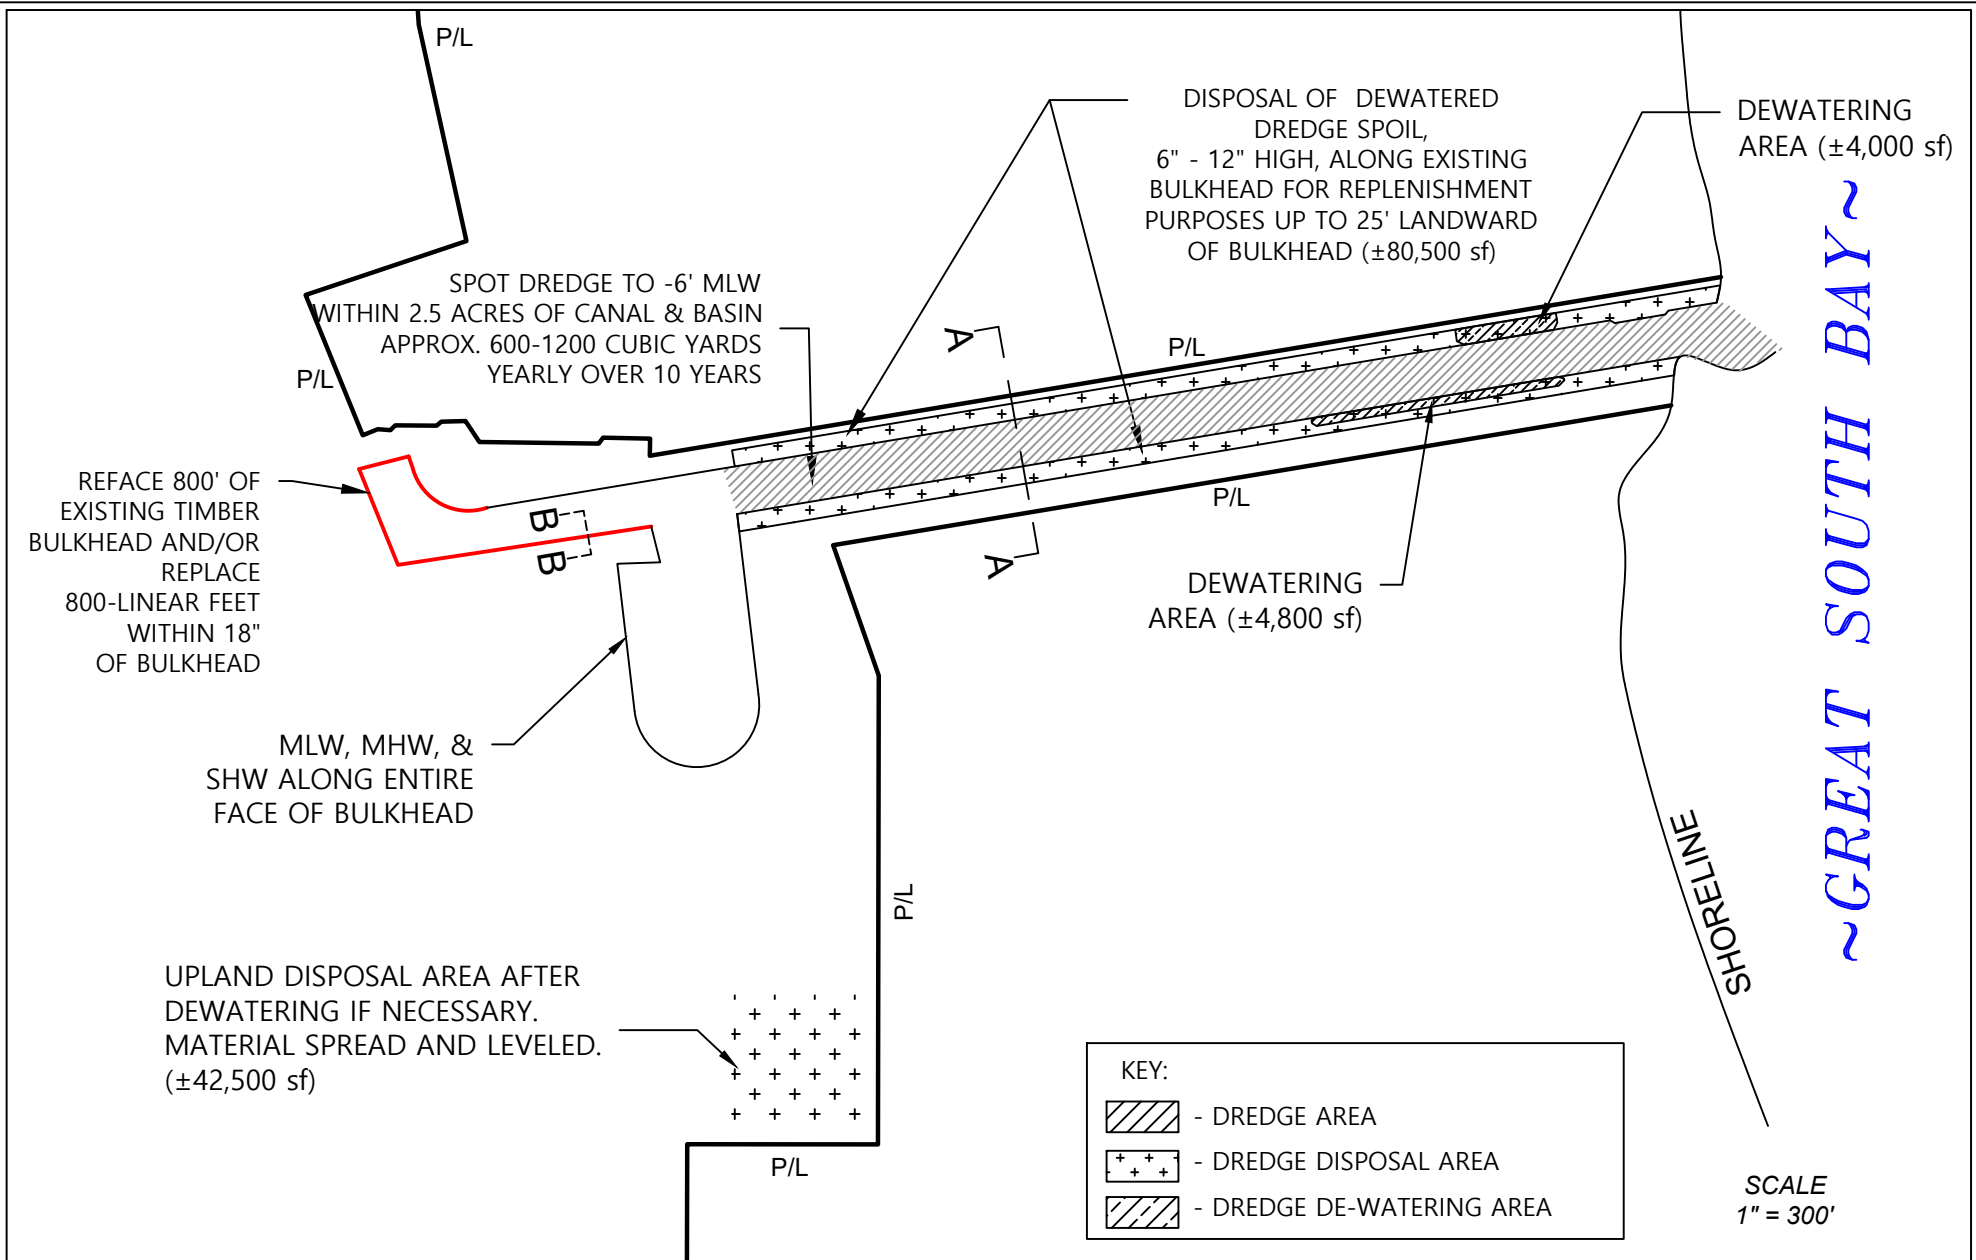 P/L
DISPOSAL OF DEWATERED
DREDGE SPOIL,
6" - 12" HIGH, ALONG EXISTING
BULKHEAD FOR REPLENISHMENT
PURPOSES UP TO 25' LANDWARD
OF BULKHEAD (±80,500 sf)
DEWATERING
AREA (±4,000 sf)
SPOT DREDGE TO -6' MLW
WITHIN 2.5 ACRES OF CANAL & BASIN
APPROX. 600-1200 CUBIC YARDS
YEARLY OVER 10 YEARS
P/L
A
P/L
P/L
A
REFACE 800' OF
EXISTING TIMBER
BULKHEAD AND/OR
REPLACE
800-LINEAR FEET
WITHIN 18"
OF BULKHEAD
B
B
DEWATERING
AREA (±4,800 sf)
~GREAT SOUTH BAY~
MLW, MHW, &
SHW ALONG ENTIRE
FACE OF BULKHEAD
P/L
SHORELINE
UPLAND DISPOSAL AREA AFTER
DEWATERING IF NECESSARY.
MATERIAL SPREAD AND LEVELED.
(±42,500 sf)
P/L
KEY:
- DREDGE AREA
- DREDGE DISPOSAL AREA
- DREDGE DE-WATERING AREA
SCALE
1" = 300'